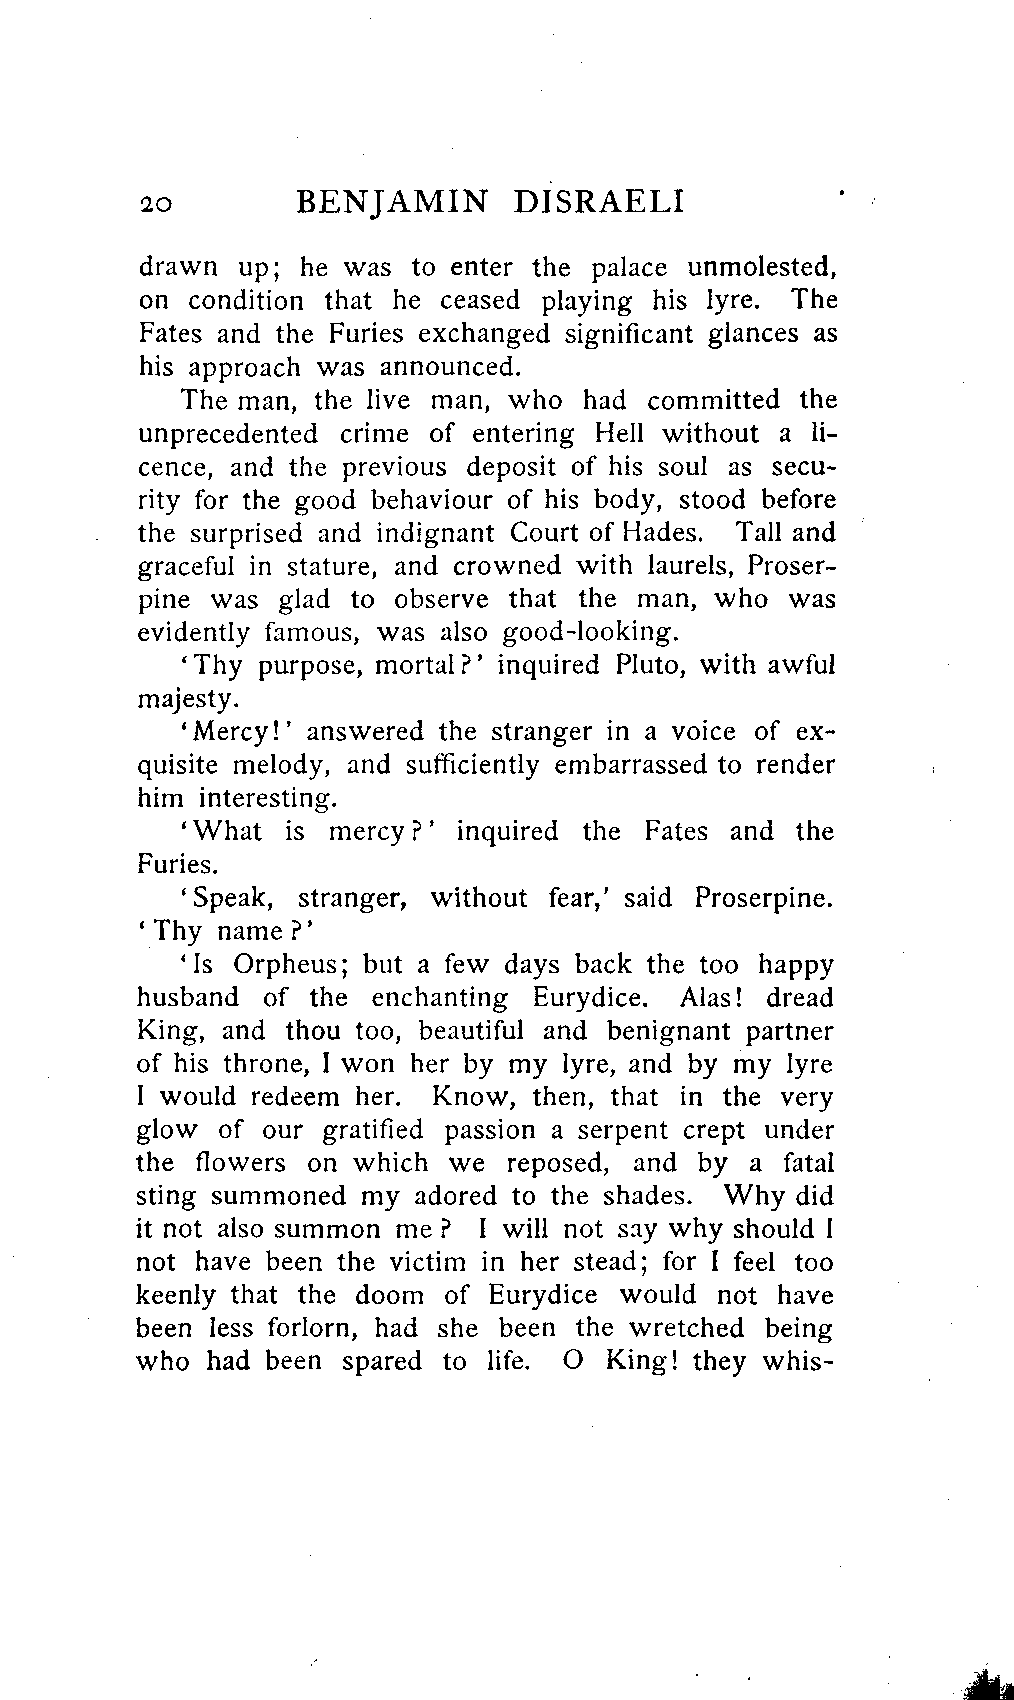 20 BENJAMIN DISRAELI
drawn up; he was to enter the palace unmolested,
on condition that he ceased playing his lyre. The
Fates and the Furies exchanged significant glances as
his approach was announced.
The man, the live man, who had committed the
unprecedented crime of entering Hell without a li-
cence, and the previous deposit of his soul as secu-
rity for the good behaviour of his body, stood before
the surprised and indignant Court of Hades. Tall and
graceful in stature, and crowned with laurels, Proser-
pine was glad to observe that the man, who was
evidently famous, was also good-looking.
‘Thy purpose, mortal?’ inquired Pluto, with awful
majesty.
‘Mercy!’ answered the stranger in a voice of ex-
quisite melody, and sufficiently embarrassed to render
him interesting.
‘What is mercy?’ inquired the Fates and the
Furies.
‘Speak, stranger, without fear,’ said Proserpine.
‘Thy name?’
‘Is Orpheus; but a few days back the too happy
husband of the enchanting Eurydice. Alas! dread
King, and thou too, beautiful and benignant partner
of his throne, I won her by my lyre, and by my lyre
I would redeem her. Know, then, that in the very
glow of our gratified passion a serpent crept under
the flowers on which we reposed, and by a fatal
sting summoned my adored to the shades. Why did
it not also summon me? I will not say why should I
not have been the victim in her stead; for I feel too
keenly that the doom of Eurydice would not have
been less forlorn, had she been the wretched being
who had been spared to life. O King! they whis-